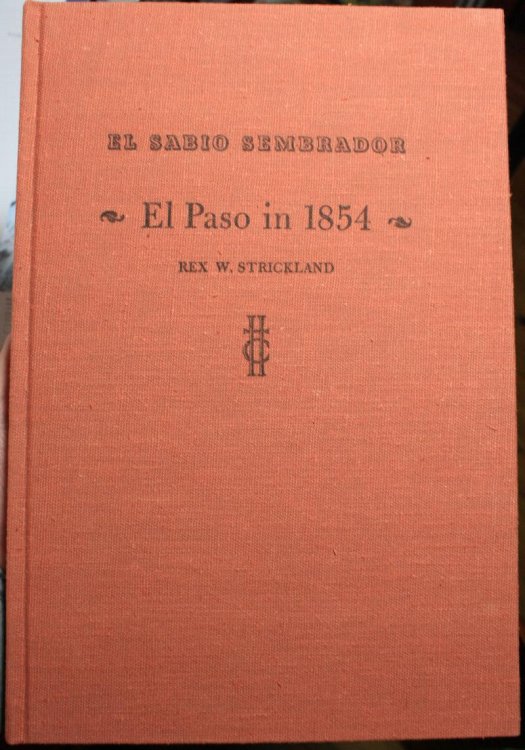 EL SABIO SEMBRADOR
El Paso in 1854
REX W. STRICKLAND